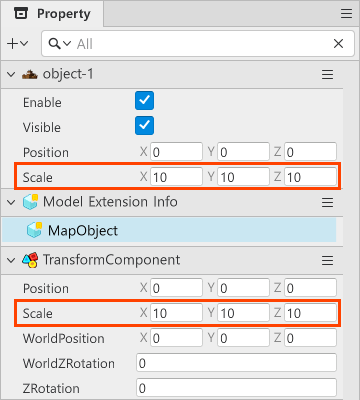 Property
All
object-1
Enable
Visible
Position X 0 Y 0 Z 0
Scale X 10 Y 10 Z 10
Model Extension Info
MapObject
TransformComponent
Position X 0 Y 0 Z 0
Scale X 10 Y 10 Z 10
WorldPosition X 0 Y 0 Z 0
WorldZRotation 0
ZRotation 0